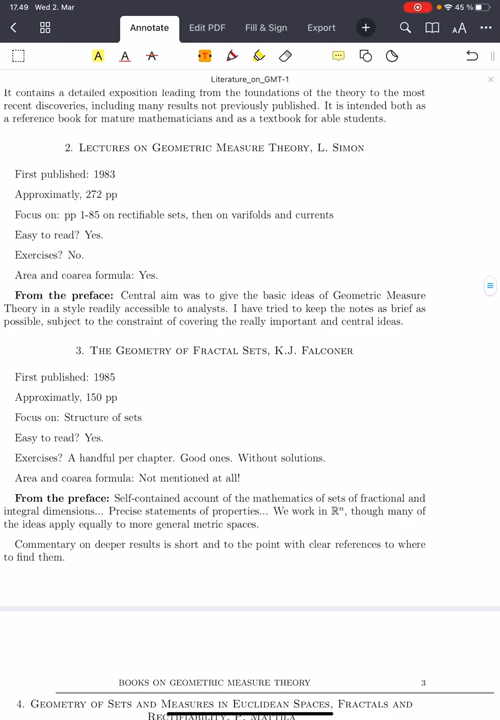 17.49 Wed 2. Mar
45 %
Annotate
Edit PDF
Fill & Sign
Export
AA
A
A
A
T
Literature_on_GMT-1
It contains a detailed exposition leading from the foundations of the theory to the most
recent discoveries, including many results not previously published. It is intended both as
a reference book for mature mathematicians and as a textbook for able students.
2. Lectures on Geometric Measure Theory, L. Simon
First published: 1983
Approximatly, 272 pp
Focus on: pp 1-85 on rectifiable sets, then on varifolds and currents
Easy to read? Yes.
Exercises? No.
Area and coarea formula: Yes.
From the preface: Central aim was to give the basic ideas of Geometric Measure
Theory in a style readily accessible to analysts. I have tried to keep the notes as brief as
possible, subject to the constraint of covering the really important and central ideas.
3. The Geometry of Fractal Sets, K.J. Falconer
First published: 1985
Approximatly, 150 pp
Focus on: Structure of sets
Easy to read? Yes.
Exercises? A handful per chapter. Good ones. Without solutions.
Area and coarea formula: Not mentioned at all!
From the preface: Self-contained account of the mathematics of sets of fractional and
integral dimensions... Precise statements of properties... We work in ℝⁿ, though many of
the ideas apply equally to more general metric spaces.
Commentary on deeper results is short and to the point with clear references to where
to find them.
BOOKS ON GEOMETRIC MEASURE THEORY 3
4. Geometry of Sets and Measures in Euclidean Spaces, Fractals and
Rectifiability, P. Mattila